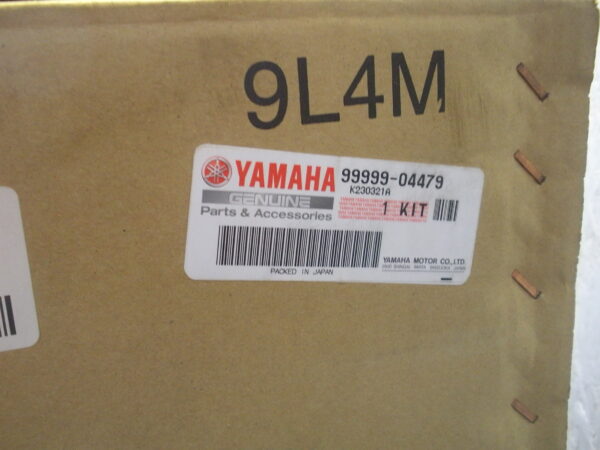 9L4M
YAMAHA 99999-04479
K230321A
GENUINE
1 KIT
Parts & Accessories
YAMAHA MOTOR CO., LTD.
PACKED IN JAPAN